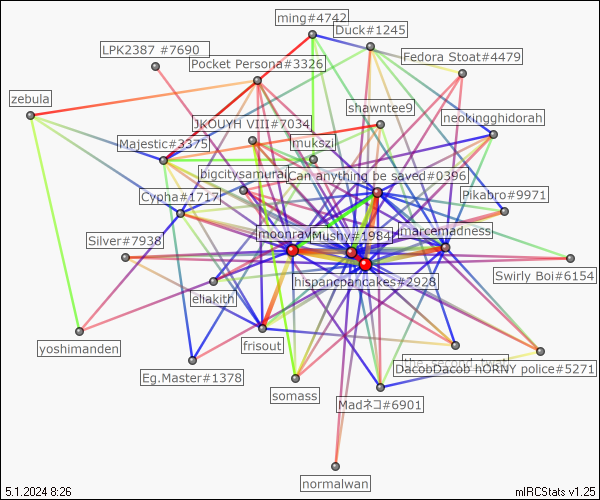 ming#4742
Duck#1245
LPK2387 #7690
Fedora Stoat#4479
Pocket Persona#3326
zebula
shawntee9
neokingghidorah
JKOUYH VIII#7034
Majestic#3375
mukszi
bigcitysamurai
Can anything be saved#0396
Cypha#1717
Pikabro#9971
moonrav
Mushy#1984
marcemadness
Silver#7938
Swirly Boi#6154
hispancpancakes#2928
eliakith
yoshimanden
frisout
the_second_twat
DacobDacob hORNY police#5271
Eg.Master#1378
somass
Madネコ#6901
normalwan
5.1.2024 8:26
mIRCStats v1.25